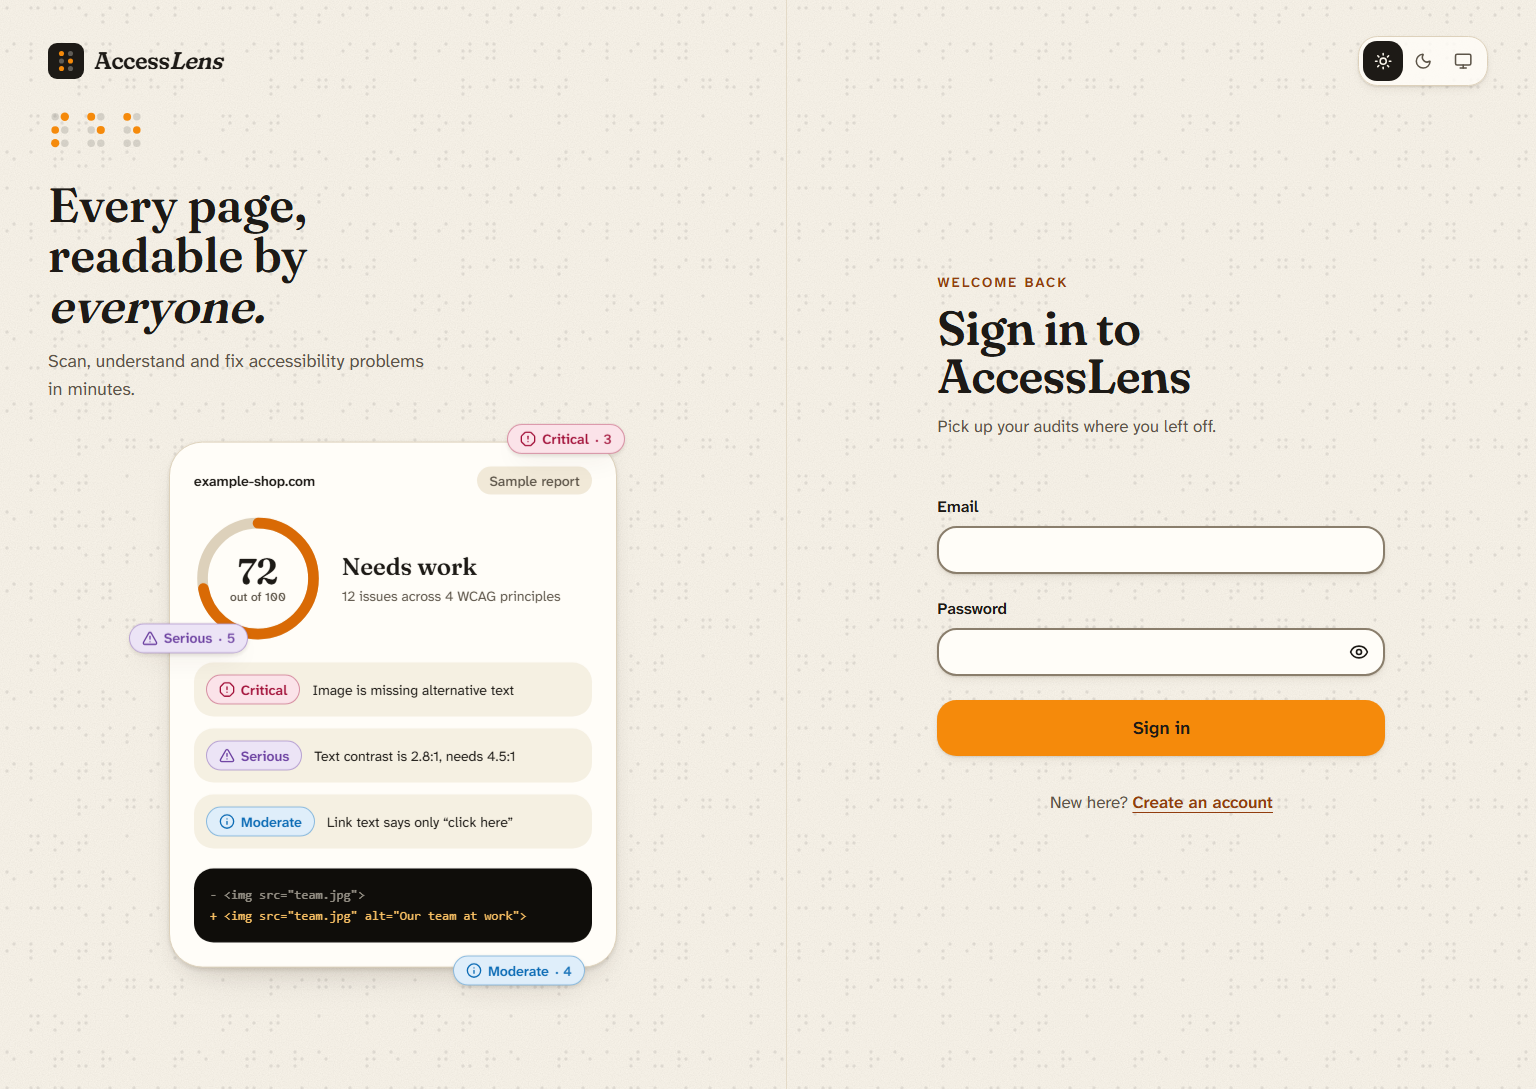 AccessLens
Every page,
readable by
everyone.
Scan, understand and fix accessibility problems
in minutes.
Critical · 3
example-shop.com
Sample report
72
out of 100
Needs work
12 issues across 4 WCAG principles
Serious · 5
Critical Image is missing alternative text
Serious Text contrast is 2.8:1, needs 4.5:1
Moderate Link text says only “click here”
- <img src="team.jpg">
+ <img src="team.jpg" alt="Our team at work">
Moderate · 4
WELCOME BACK
Sign in to
AccessLens
Pick up your audits where you left off.
Email
Password
Sign in
New here? Create an account